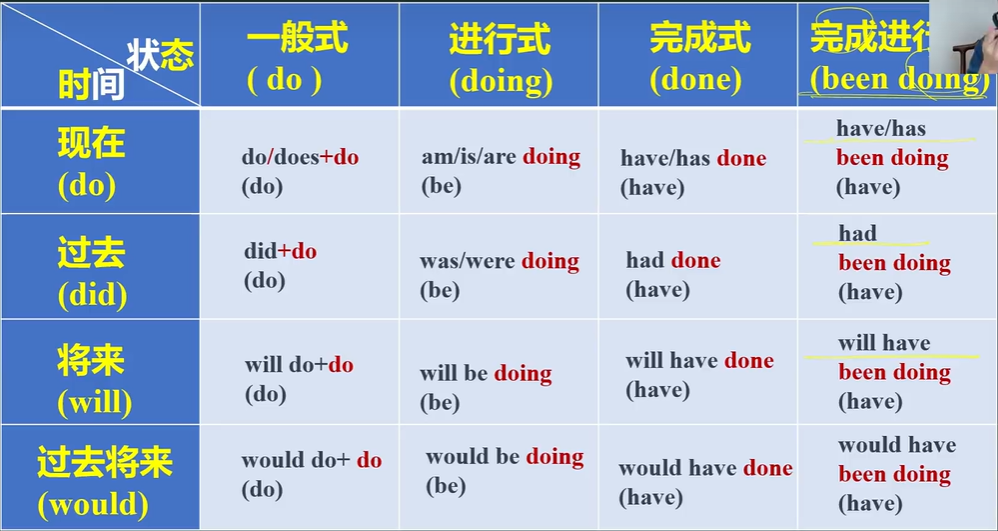 状态
时间
一般式
( do )
进行式
(doing)
完成式
(done)
完成进行
(been doing)
现在
(do)
do/does+do
(do)
am/is/are doing
(be)
have/has done
(have)
have/has
been doing
(have)
过去
(did)
did+do
(do)
was/were doing
(be)
had done
(have)
had
been doing
(have)
将来
(will)
will do+do
(do)
will be doing
(be)
will have done
(have)
will have
been doing
(have)
过去将来
(would)
would do+ do
(do)
would be doing
(be)
would have done
(have)
would have
been doing
(have)